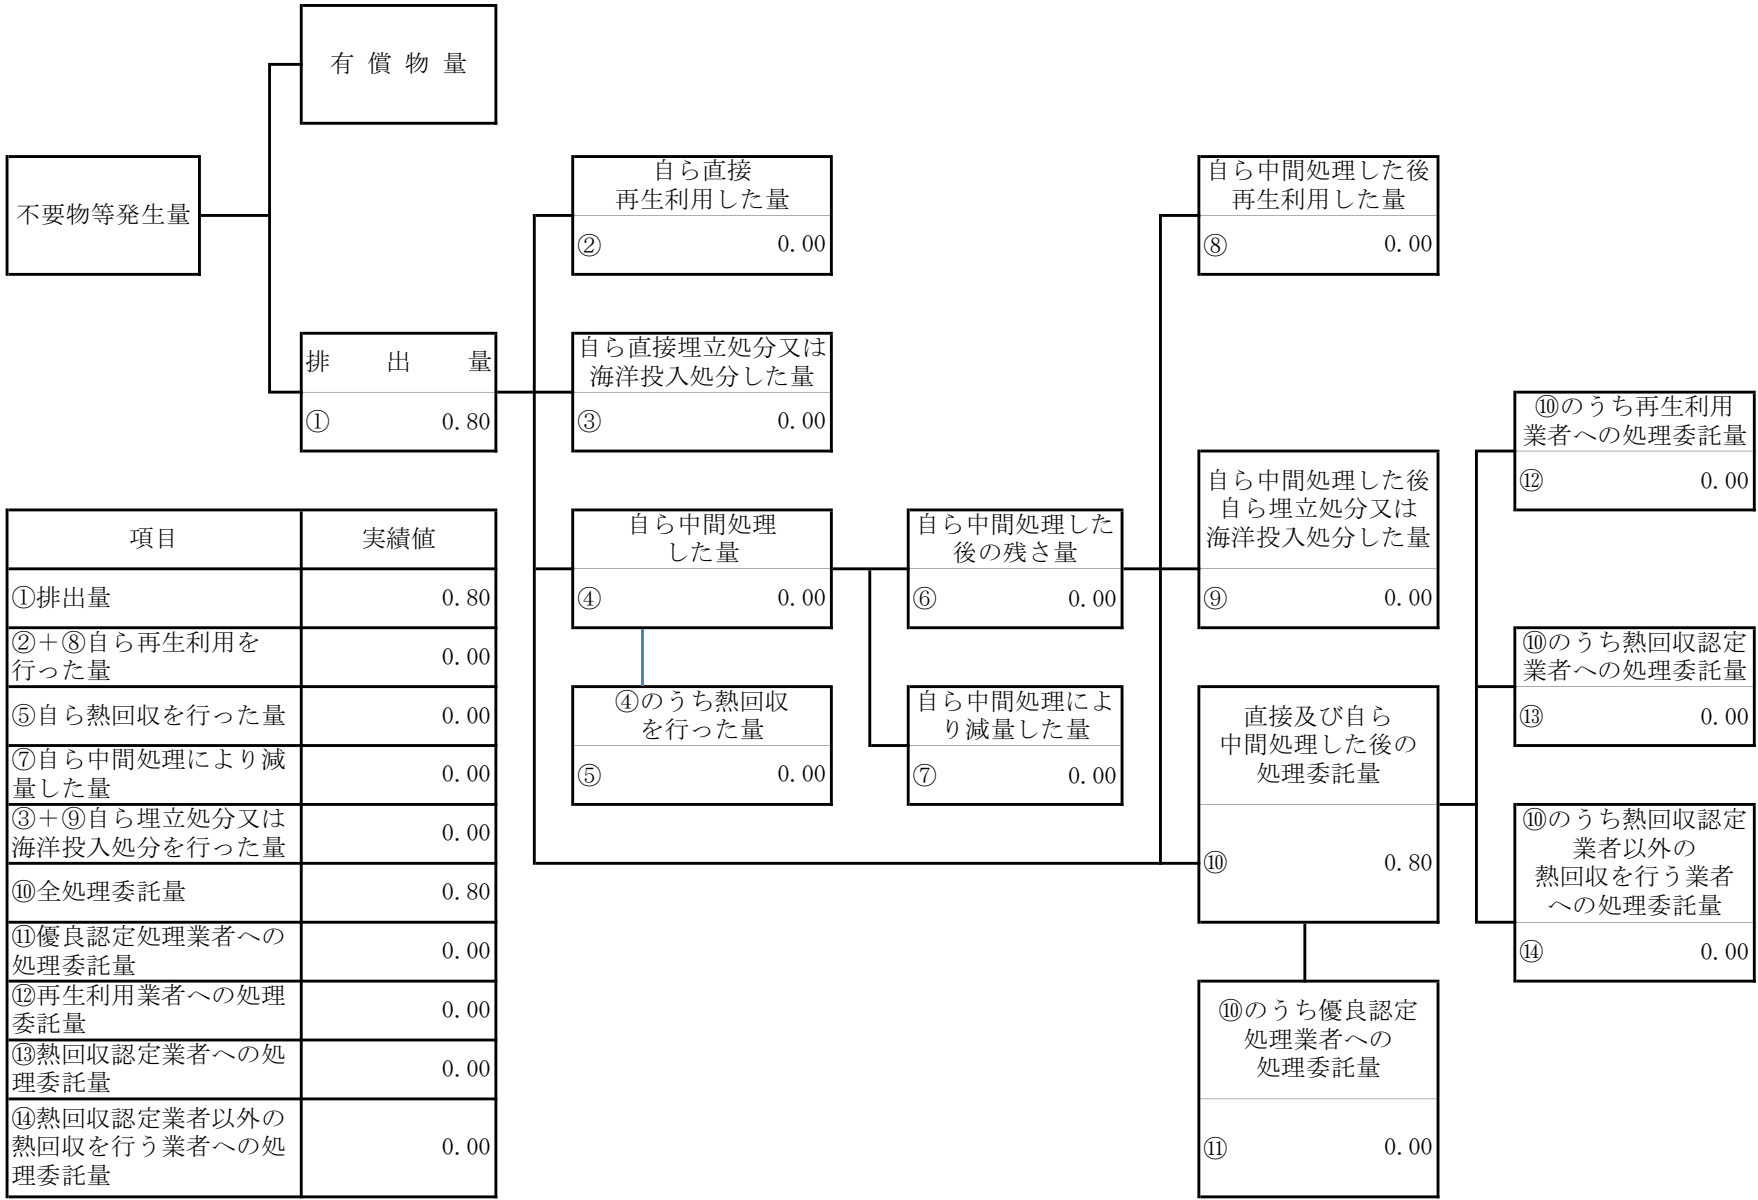 有償物量
不要物等発生量
排出量
① 0.80
自ら直接
再生利用した量
② 0.00
自ら直接埋立処分又は
海洋投入処分した量
③ 0.00
自ら中間処理
した量
④ 0.00
④のうち熱回収
を行った量
⑤ 0.00
自ら中間処理した
後の残さ量
⑥ 0.00
自ら中間処理によ
り減量した量
⑦ 0.00
自ら中間処理した後
再生利用した量
⑧ 0.00
自ら中間処理した後
自ら埋立処分又は
海洋投入処分した量
⑨ 0.00
直接及び自ら
中間処理した後の
処理委託量
⑩ 0.80
⑩のうち優良認定
処理業者への
処理委託量
⑪ 0.00
⑩のうち再生利用
業者への処理委託量
⑫ 0.00
⑩のうち熱回収認定
業者への処理委託量
⑬ 0.00
⑩のうち熱回収認定
業者以外の
熱回収を行う業者
への処理委託量
⑭ 0.00
項目 実績値
①排出量 0.80
②＋⑧自ら再生利用を
行った量 0.00
⑤自ら熱回収を行った量 0.00
⑦自ら中間処理により減
量した量 0.00
③＋⑨自ら埋立処分又は
海洋投入処分を行った量 0.00
⑩全処理委託量 0.80
⑪優良認定処理業者への
処理委託量 0.00
⑫再生利用業者への処理
委託量 0.00
⑬熱回収認定業者への処
理委託量 0.00
⑭熱回収認定業者以外の
熱回収を行う業者への処
理委託量 0.00